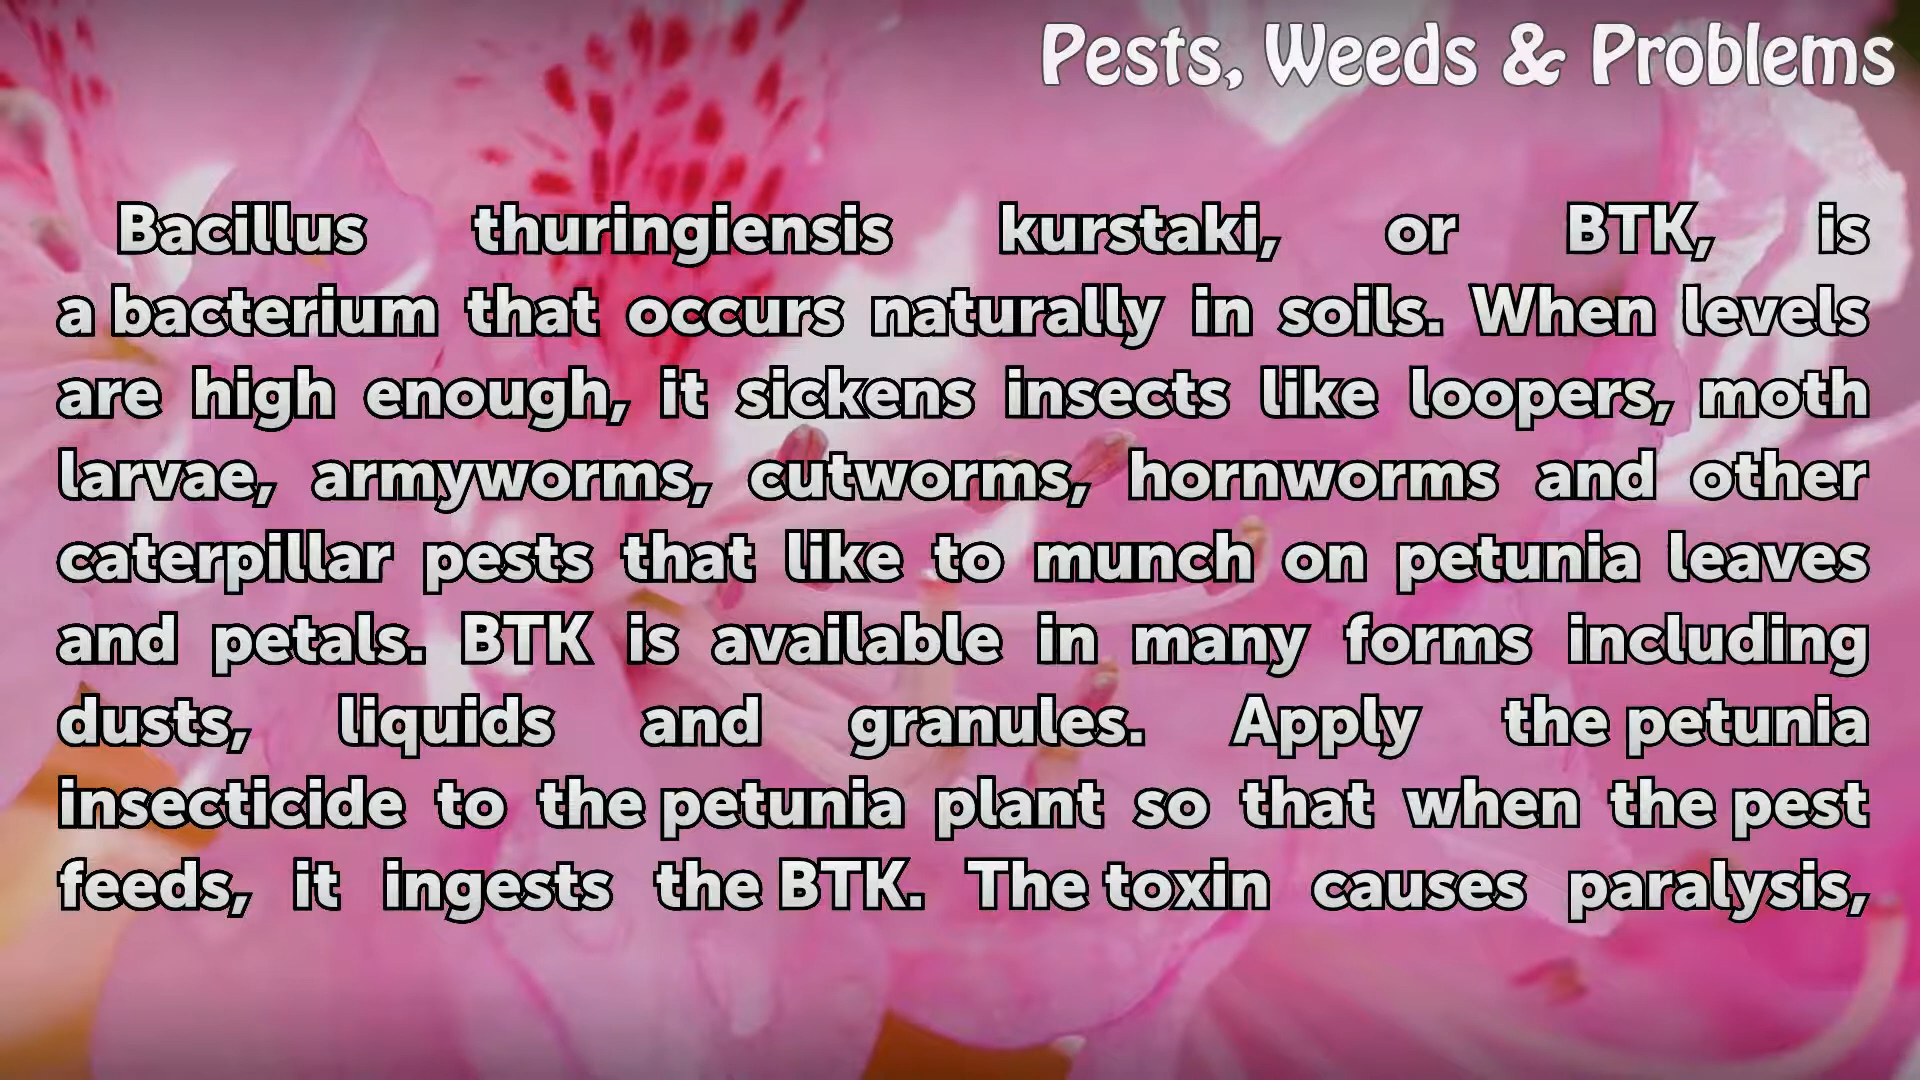 Pests, Weeds & Problems
Bacillus thuringiensis kurstaki, or BTK, is
a bacterium that occurs naturally in soils. When levels
are high enough, it sickens insects like loopers, moth
larvae, armyworms, cutworms, hornworms and other
caterpillar pests that like to munch on petunia leaves
and petals. BTK is available in many forms including
dusts, liquids and granules. Apply the petunia
insecticide to the petunia plant so that when the pest
feeds, it ingests the BTK. The toxin causes paralysis,